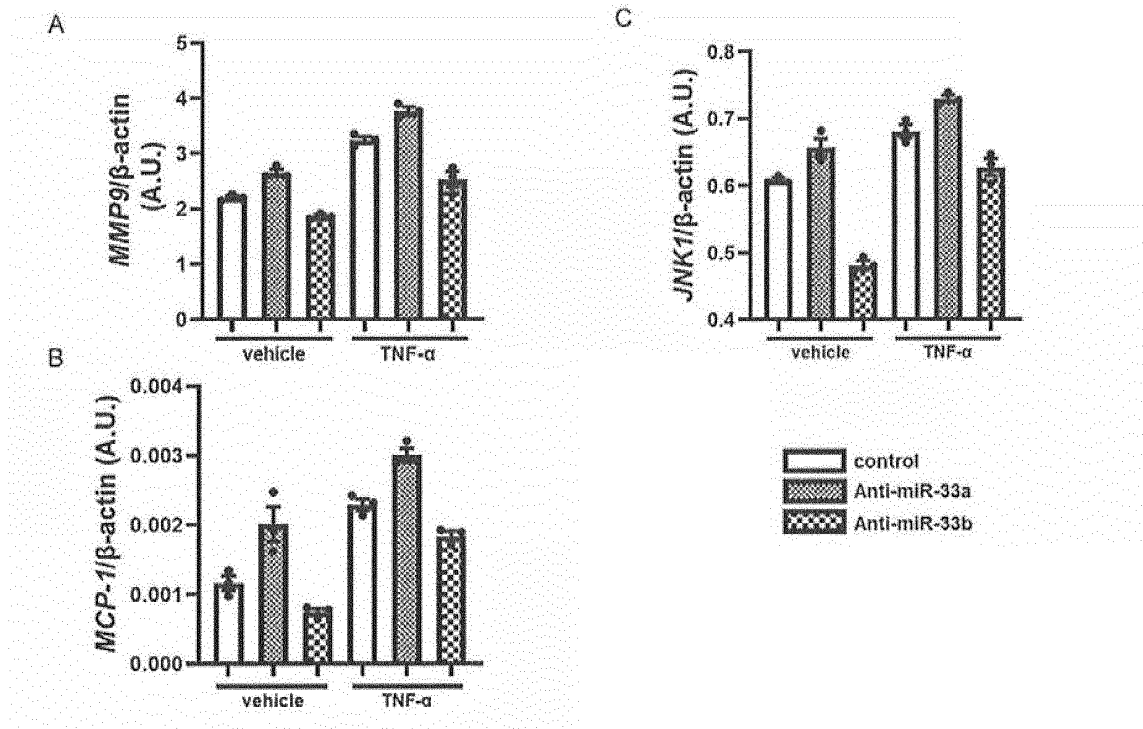 A
MMP9/β-actin
(A.U.)
5
4
3
2
1
0
vehicle
TNF-α
B
MCP-1/β-actin (A.U.)
0.004
0.003
0.002
0.001
0.000
vehicle
TNF-α
C
JNK1/β-actin (A.U.)
0.8
0.7
0.6
0.5
0.4
vehicle
TNF-α
control
Anti-miR-33a
Anti-miR-33b